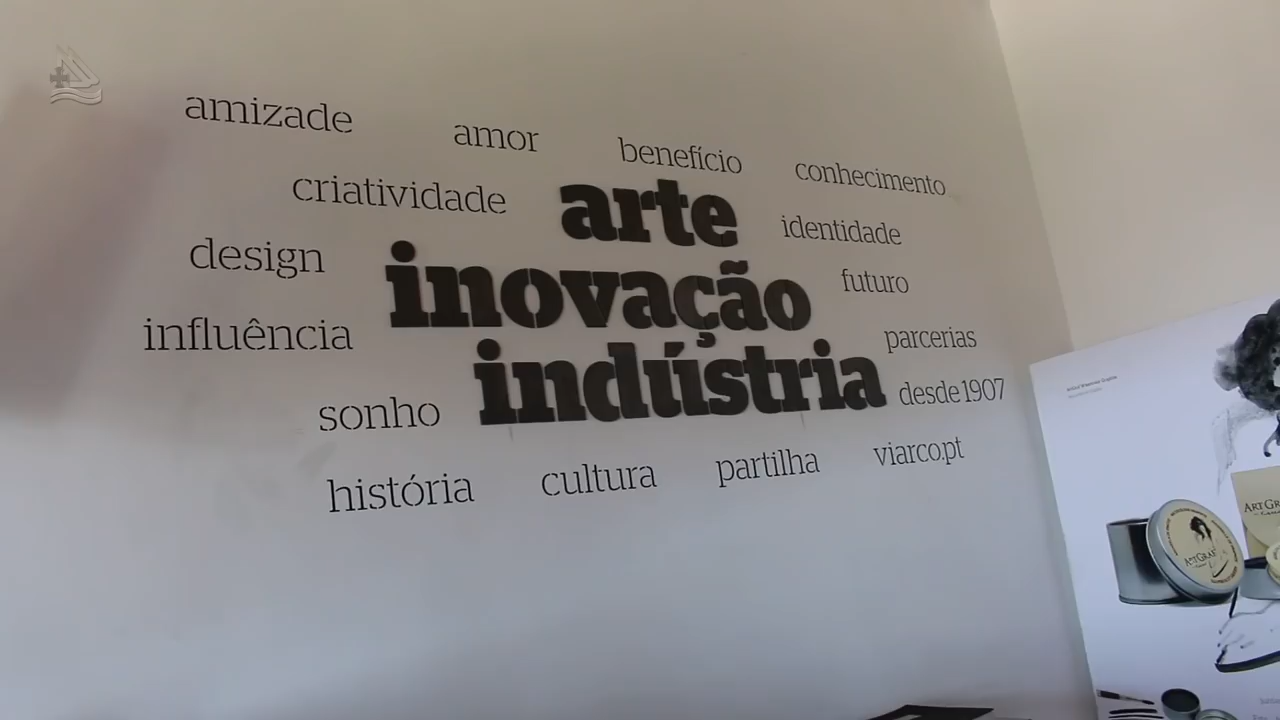 amizade amor benefício conhecimento
criatividade arte identidade
design inovação futuro
influência indústria parcerias
sonho desde 1907
história cultura partilha viarco.pt
ARTGRAF